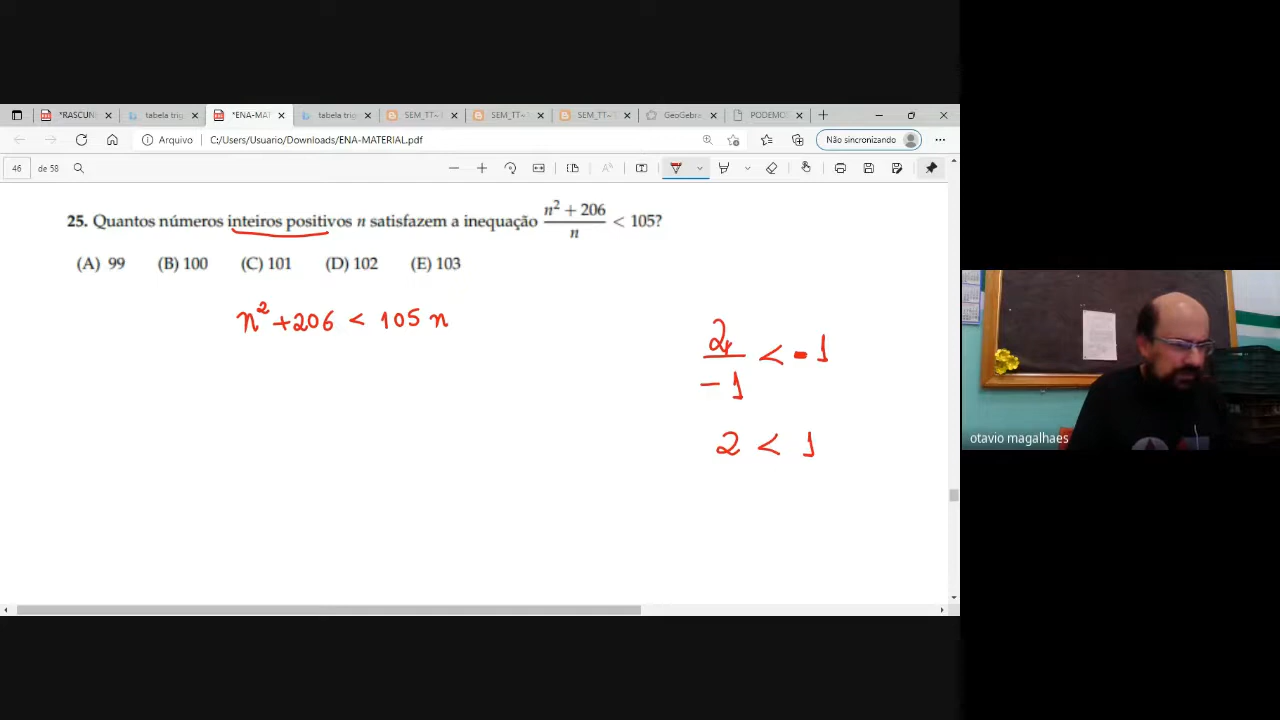 *RASCUN
tabela trig
*ENA-MAT
tabela trig
SEM_TT~
SEM_TT~
SEM_TT~
GeoGebra
PODEMO
Arquivo
C:/Users/Usuario/Downloads/ENA-MATERIAL.pdf
Não sincronizando
46 de 58
25. Quantos números inteiros positivos n satisfazem a inequação (n² + 206)/n < 105?
(A) 99 (B) 100 (C) 101 (D) 102 (E) 103
n² + 206 < 105 n
2/-1 < -1
2 < 1
otavio magalhaes